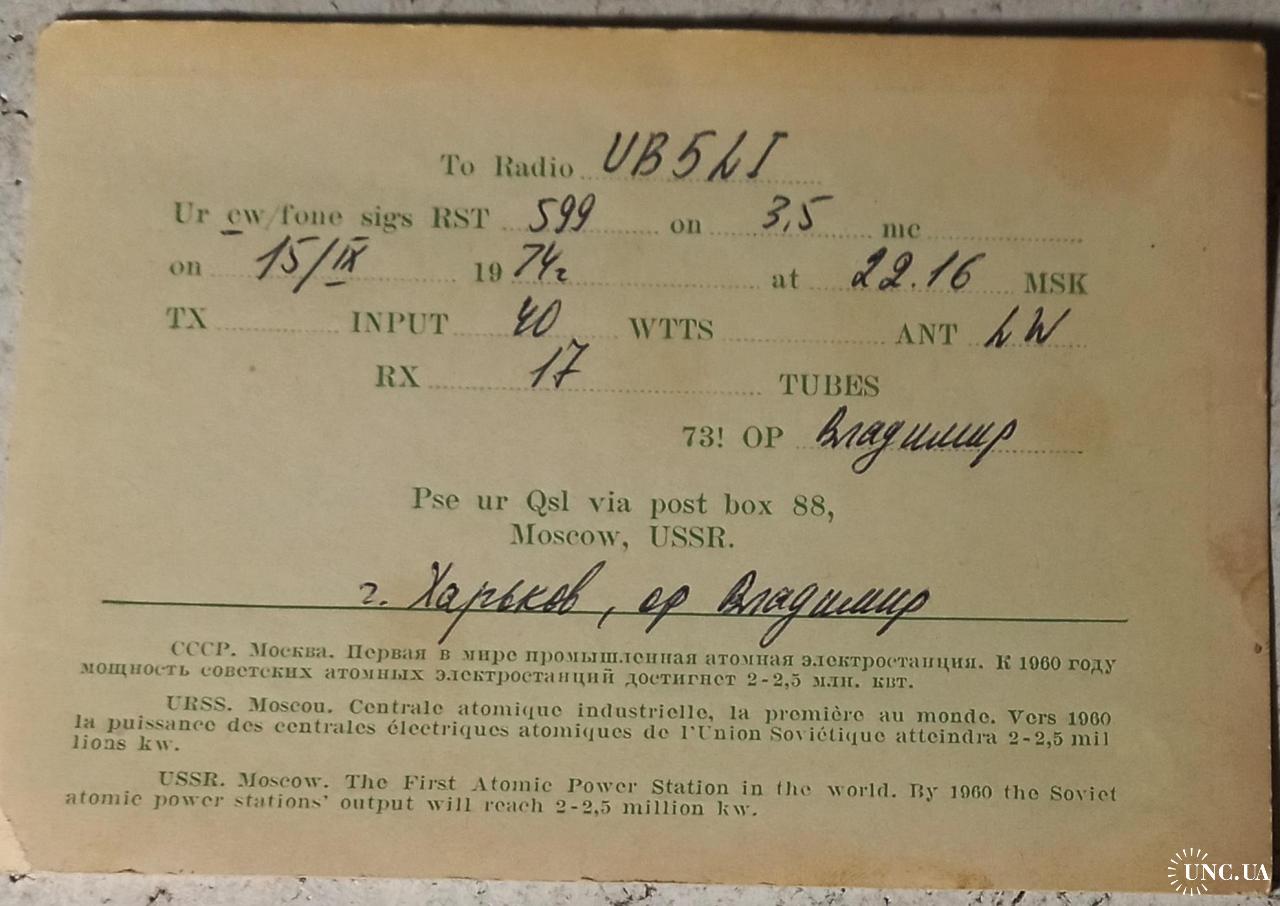 To Radio UB5LI
Ur cw/fone sigs RST 599 on 3,5 mc
on 15/IX 1974г at 22.16 MSK
TX INPUT 40 WTTS ANT LW
RX 17 TUBES
73! OP Владимир
Pse ur Qsl via post box 88,
Moscow, USSR.
г. Харьков, ор Владимир
СССР. Москва. Первая в мире промышленная атомная электростанция. К 1960 году
мощность советских атомных электростанций достигнет 2-2,5 млн. квт.
URSS. Moscou. Centrale atomique industrielle, la première au monde. Vers 1960
la puissance des centrales électriques atomiques de l'Union Soviétique atteindra 2-2,5 mil
lions kw.
USSR. Moscow. The First Atomic Power Station in the world. By 1960 the Soviet
atomic power stations' output will reach 2-2,5 million kw.
UNC.UA